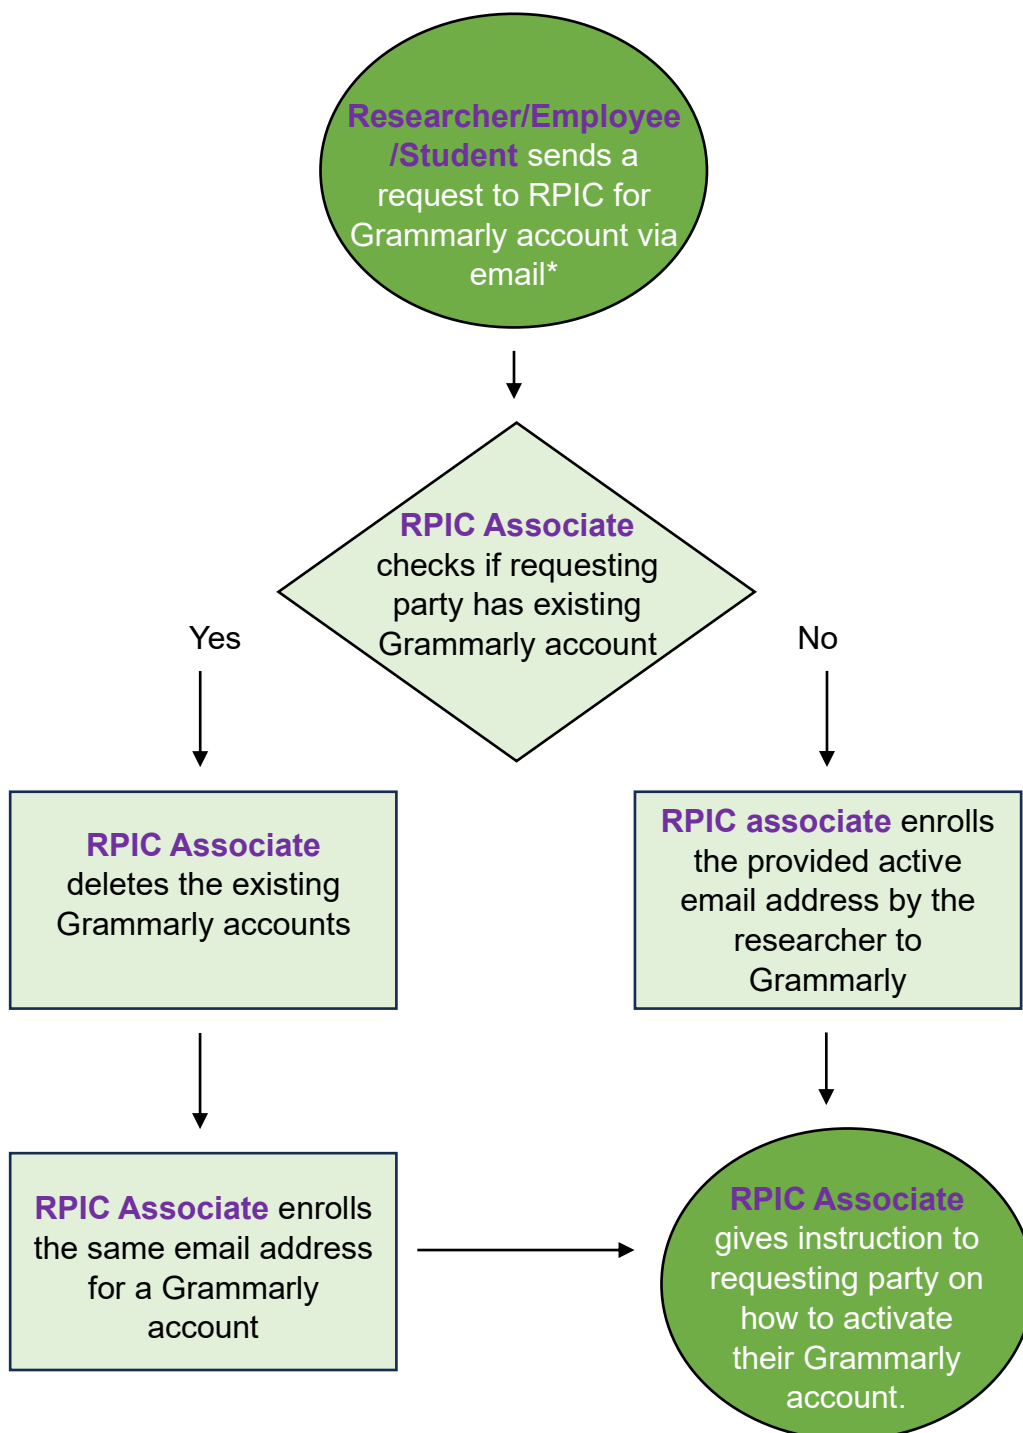 Researcher/Employee
/Student sends a
request to RPIC for
Grammarly account via
email*
RPIC Associate
checks if requesting
party has existing
Grammarly account
Yes
No
RPIC Associate
deletes the existing
Grammarly accounts
RPIC associate enrolls
the provided active
email address by the
researcher to
Grammarly
RPIC Associate enrolls
the same email address
for a Grammarly
account
RPIC Associate
gives instruction to
requesting party on
how to activate
their Grammarly
account.